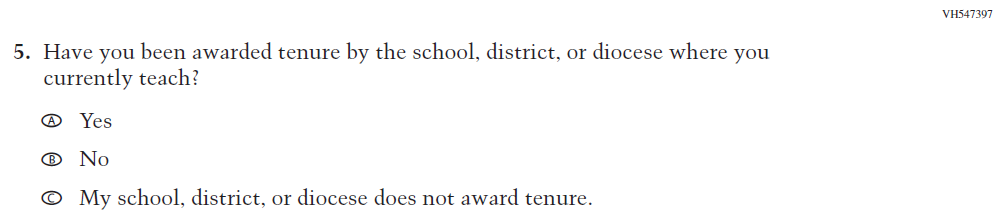 VH547397
5. Have you been awarded tenure by the school, district, or diocese where you
currently teach?
A Yes
B No
C My school, district, or diocese does not award tenure.